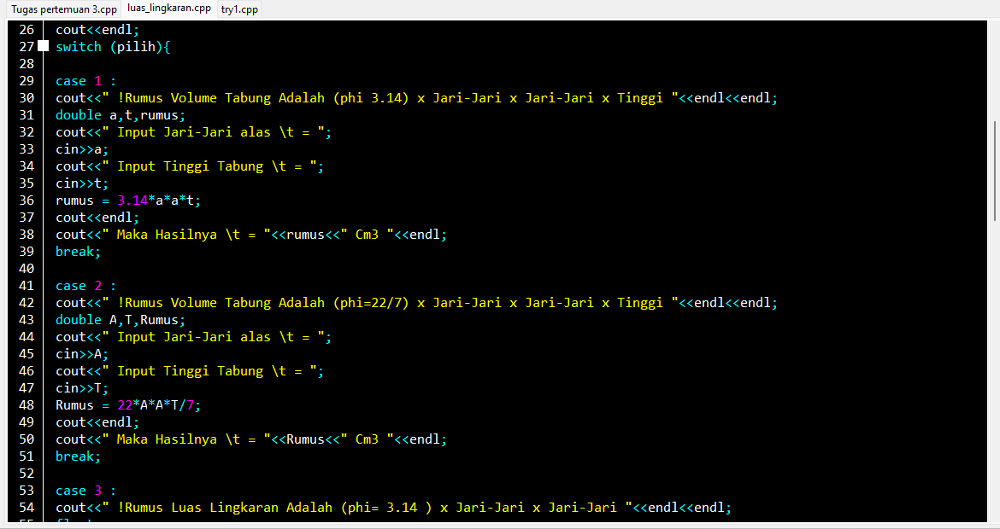 Tugas pertemuan 3.cpp luas_lingkaran.cpp try1.cpp
26 cout<<endl;
27 switch (pilih){
28
29 case 1 :
30 cout<<" !Rumus Volume Tabung Adalah (phi 3.14) x Jari-Jari x Jari-Jari x Tinggi "<<endl<<endl;
31 double a,t,rumus;
32 cout<<" Input Jari-Jari alas \t = ";
33 cin>>a;
34 cout<<" Input Tinggi Tabung \t = ";
35 cin>>t;
36 rumus = 3.14*a*a*t;
37 cout<<endl;
38 cout<<" Maka Hasilnya \t = "<<rumus<<" Cm3 "<<endl;
39 break;
40
41 case 2 :
42 cout<<" !Rumus Volume Tabung Adalah (phi=22/7) x Jari-Jari x Jari-Jari x Tinggi "<<endl<<endl;
43 double A,T,Rumus;
44 cout<<" Input Jari-Jari alas \t = ";
45 cin>>A;
46 cout<<" Input Tinggi Tabung \t = ";
47 cin>>T;
48 Rumus = 22*A*A*T/7;
49 cout<<endl;
50 cout<<" Maka Hasilnya \t = "<<Rumus<<" Cm3 "<<endl;
51 break;
52
53 case 3 :
54 cout<<" !Rumus Luas Lingkaran Adalah (phi= 3.14 ) x Jari-Jari x Jari-Jari "<<endl<<endl;